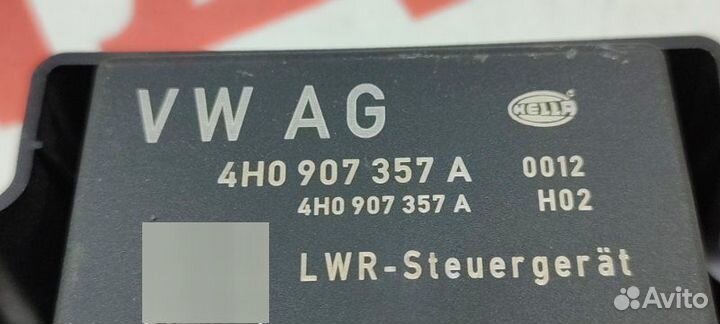 VW AG
HELLA
4H0 907 357 A 0012
4H0 907 357 A H02
LWR-Steuergerät
Avito